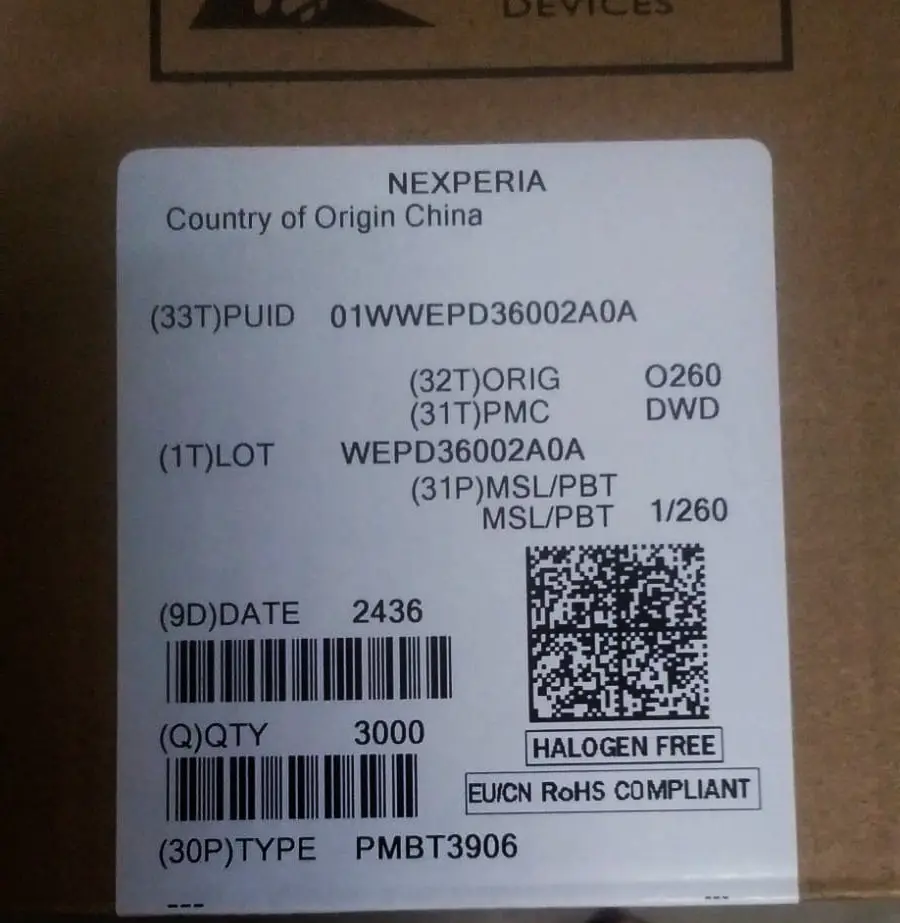 DEVICES
NEXPERIA
Country of Origin China
(33T)PUID 01WWEPD36002A0A
(32T)ORIG O260
(31T)PMC DWD
(1T)LOT WEPD36002A0A
(31P)MSL/PBT
MSL/PBT 1/260
(9D)DATE 2436
(Q)QTY 3000
HALOGEN FREE
EU/CN RoHS COMPLIANT
(30P)TYPE PMBT3906